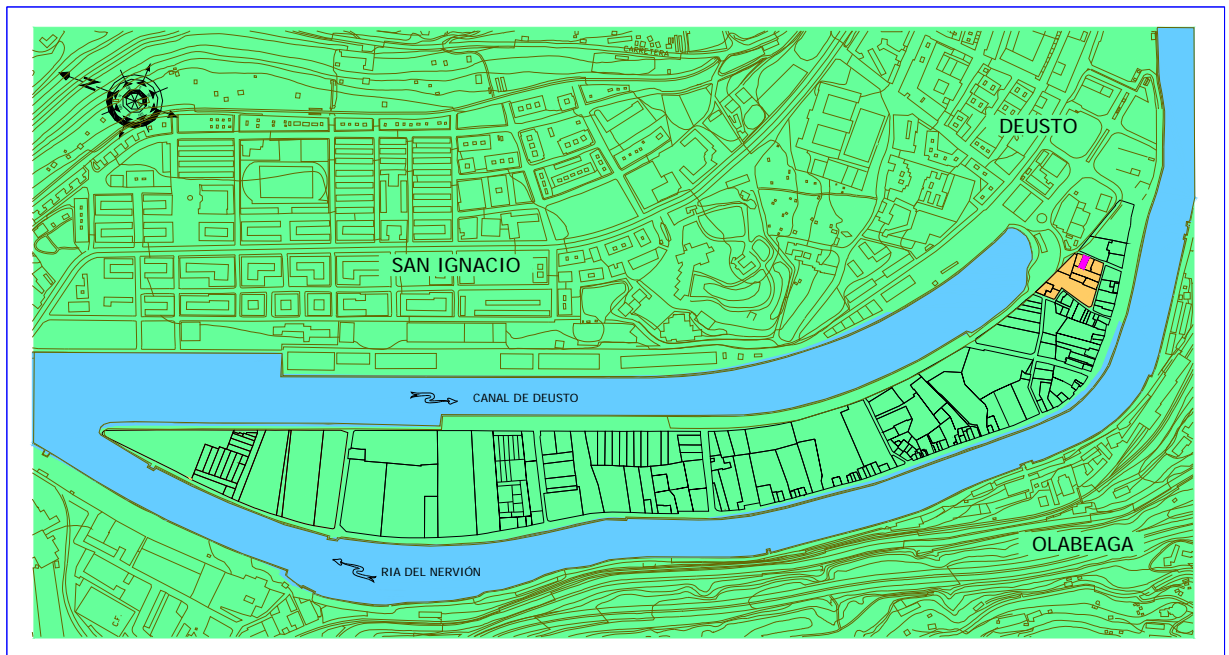 CARRETERA
N
DEUSTO
SAN IGNACIO
CANAL DE DEUSTO
OLABEAGA
RIA DEL NERVIÓN
C.F.